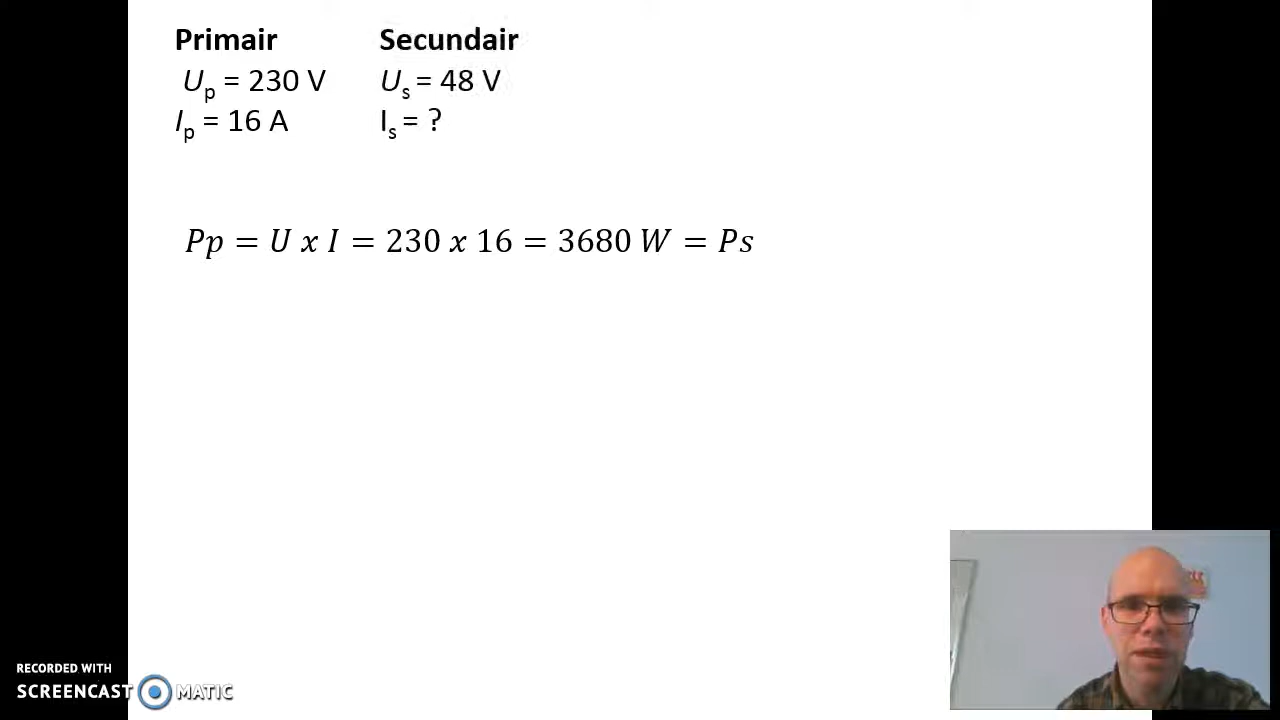 Primair Secundair
Up = 230 V Us = 48 V
Ip = 16 A Is = ?
Pp = U x I = 230 x 16 = 3680 W = Ps
RECORDED WITH
SCREENCAST MATIC